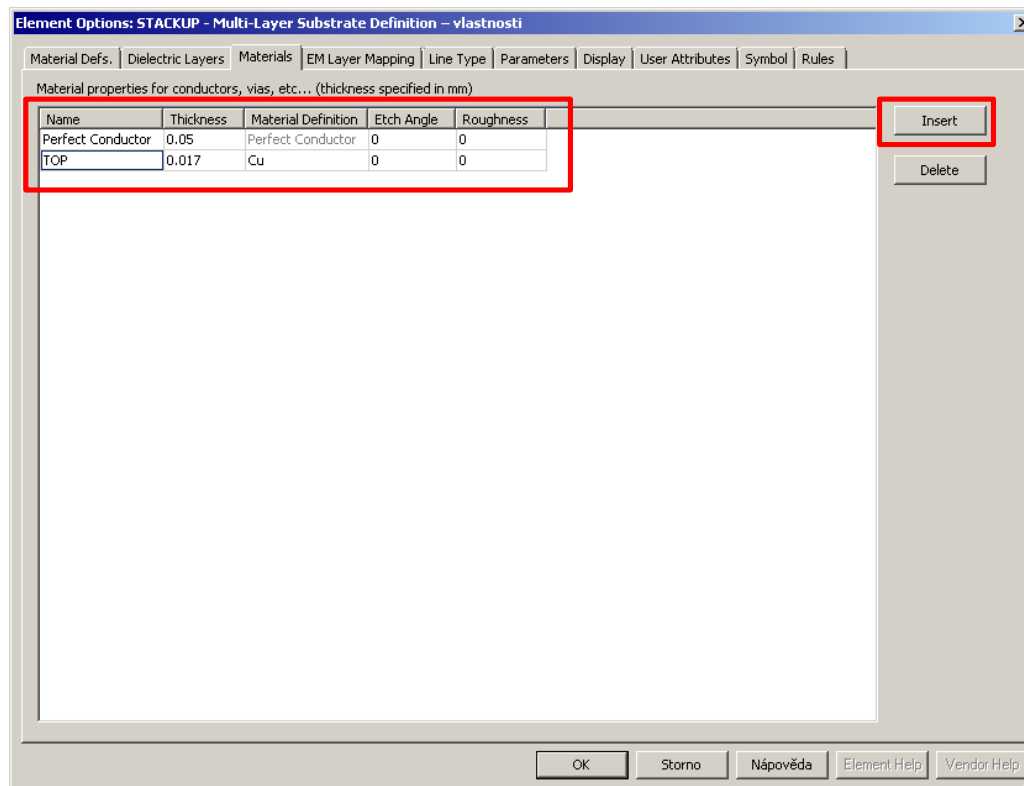 Element Options: STACKUP - Multi-Layer Substrate Definition – vlastnosti
Material Defs. Dielectric Layers Materials EM Layer Mapping Line Type Parameters Display User Attributes Symbol Rules
Material properties for conductors, vias, etc... (thickness specified in mm)
Name Thickness Material Definition Etch Angle Roughness
Perfect Conductor 0.05 Perfect Conductor 0 0
TOP 0.017 Cu 0 0
Insert
Delete
OK Storno Nápověda Element Help Vendor Help